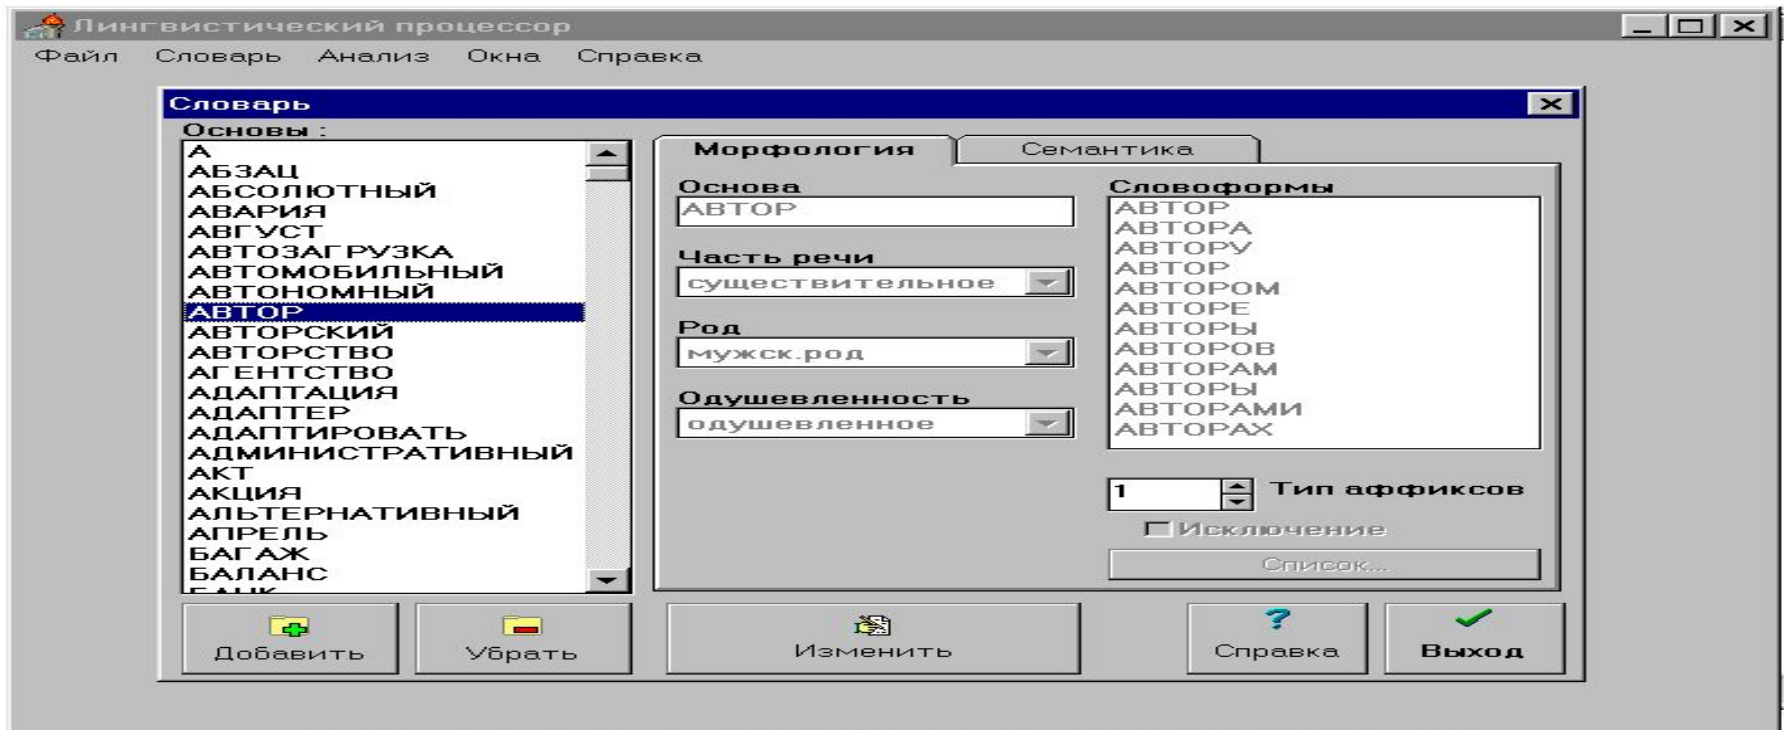 Лингвистический процессор
Файл Словарь Анализ Окна Справка
Словарь
Основы :
А
АБЗАЦ
АБСОЛЮТНЫЙ
АВАРИЯ
АВГУСТ
АВТОЗАГРУЗКА
АВТОМОБИЛЬНЫЙ
АВТОНОМНЫЙ
АВТОР
АВТОРСКИЙ
АВТОРСТВО
АГЕНТСТВО
АДАПТАЦИЯ
АДАПТЕР
АДАПТИРОВАТЬ
АДМИНИСТРАТИВНЫЙ
АКТ
АКЦИЯ
АЛЬТЕРНАТИВНЫЙ
АПРЕЛЬ
БАГАЖ
БАЛАНС
Морфология Семантика
Основа
АВТОР
Часть речи
существительное
Род
мужск.род
Одушевленность
одушевленное
Словоформы
АВТОР
АВТОРА
АВТОРУ
АВТОР
АВТОРОМ
АВТОРЕ
АВТОРЫ
АВТОРОВ
АВТОРАМ
АВТОРЫ
АВТОРАМИ
АВТОРАХ
1 Тип аффиксов
Исключение
Список...
Добавить Убрать Изменить Справка Выход